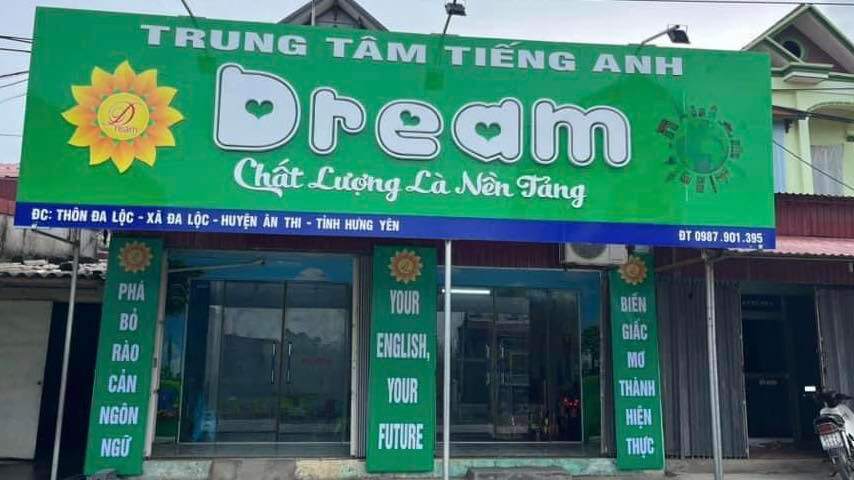 TRUNG TÂM TIẾNG ANH
D
Dream
Dream
Chất Lượng Là Nền Tảng
ĐC: THÔN ĐA LỘC - XÃ ĐA LỘC - HUYỆN ÂN THI - TỈNH HƯNG YÊN
ĐT 0987.901.395
PHÁ
BỎ
RÀO
CẢN
NGÔN
NGỮ
YOUR
ENGLISH,
YOUR
FUTURE
BIẾN
GIẤC
MƠ
THÀNH
HIỆN
THỰC